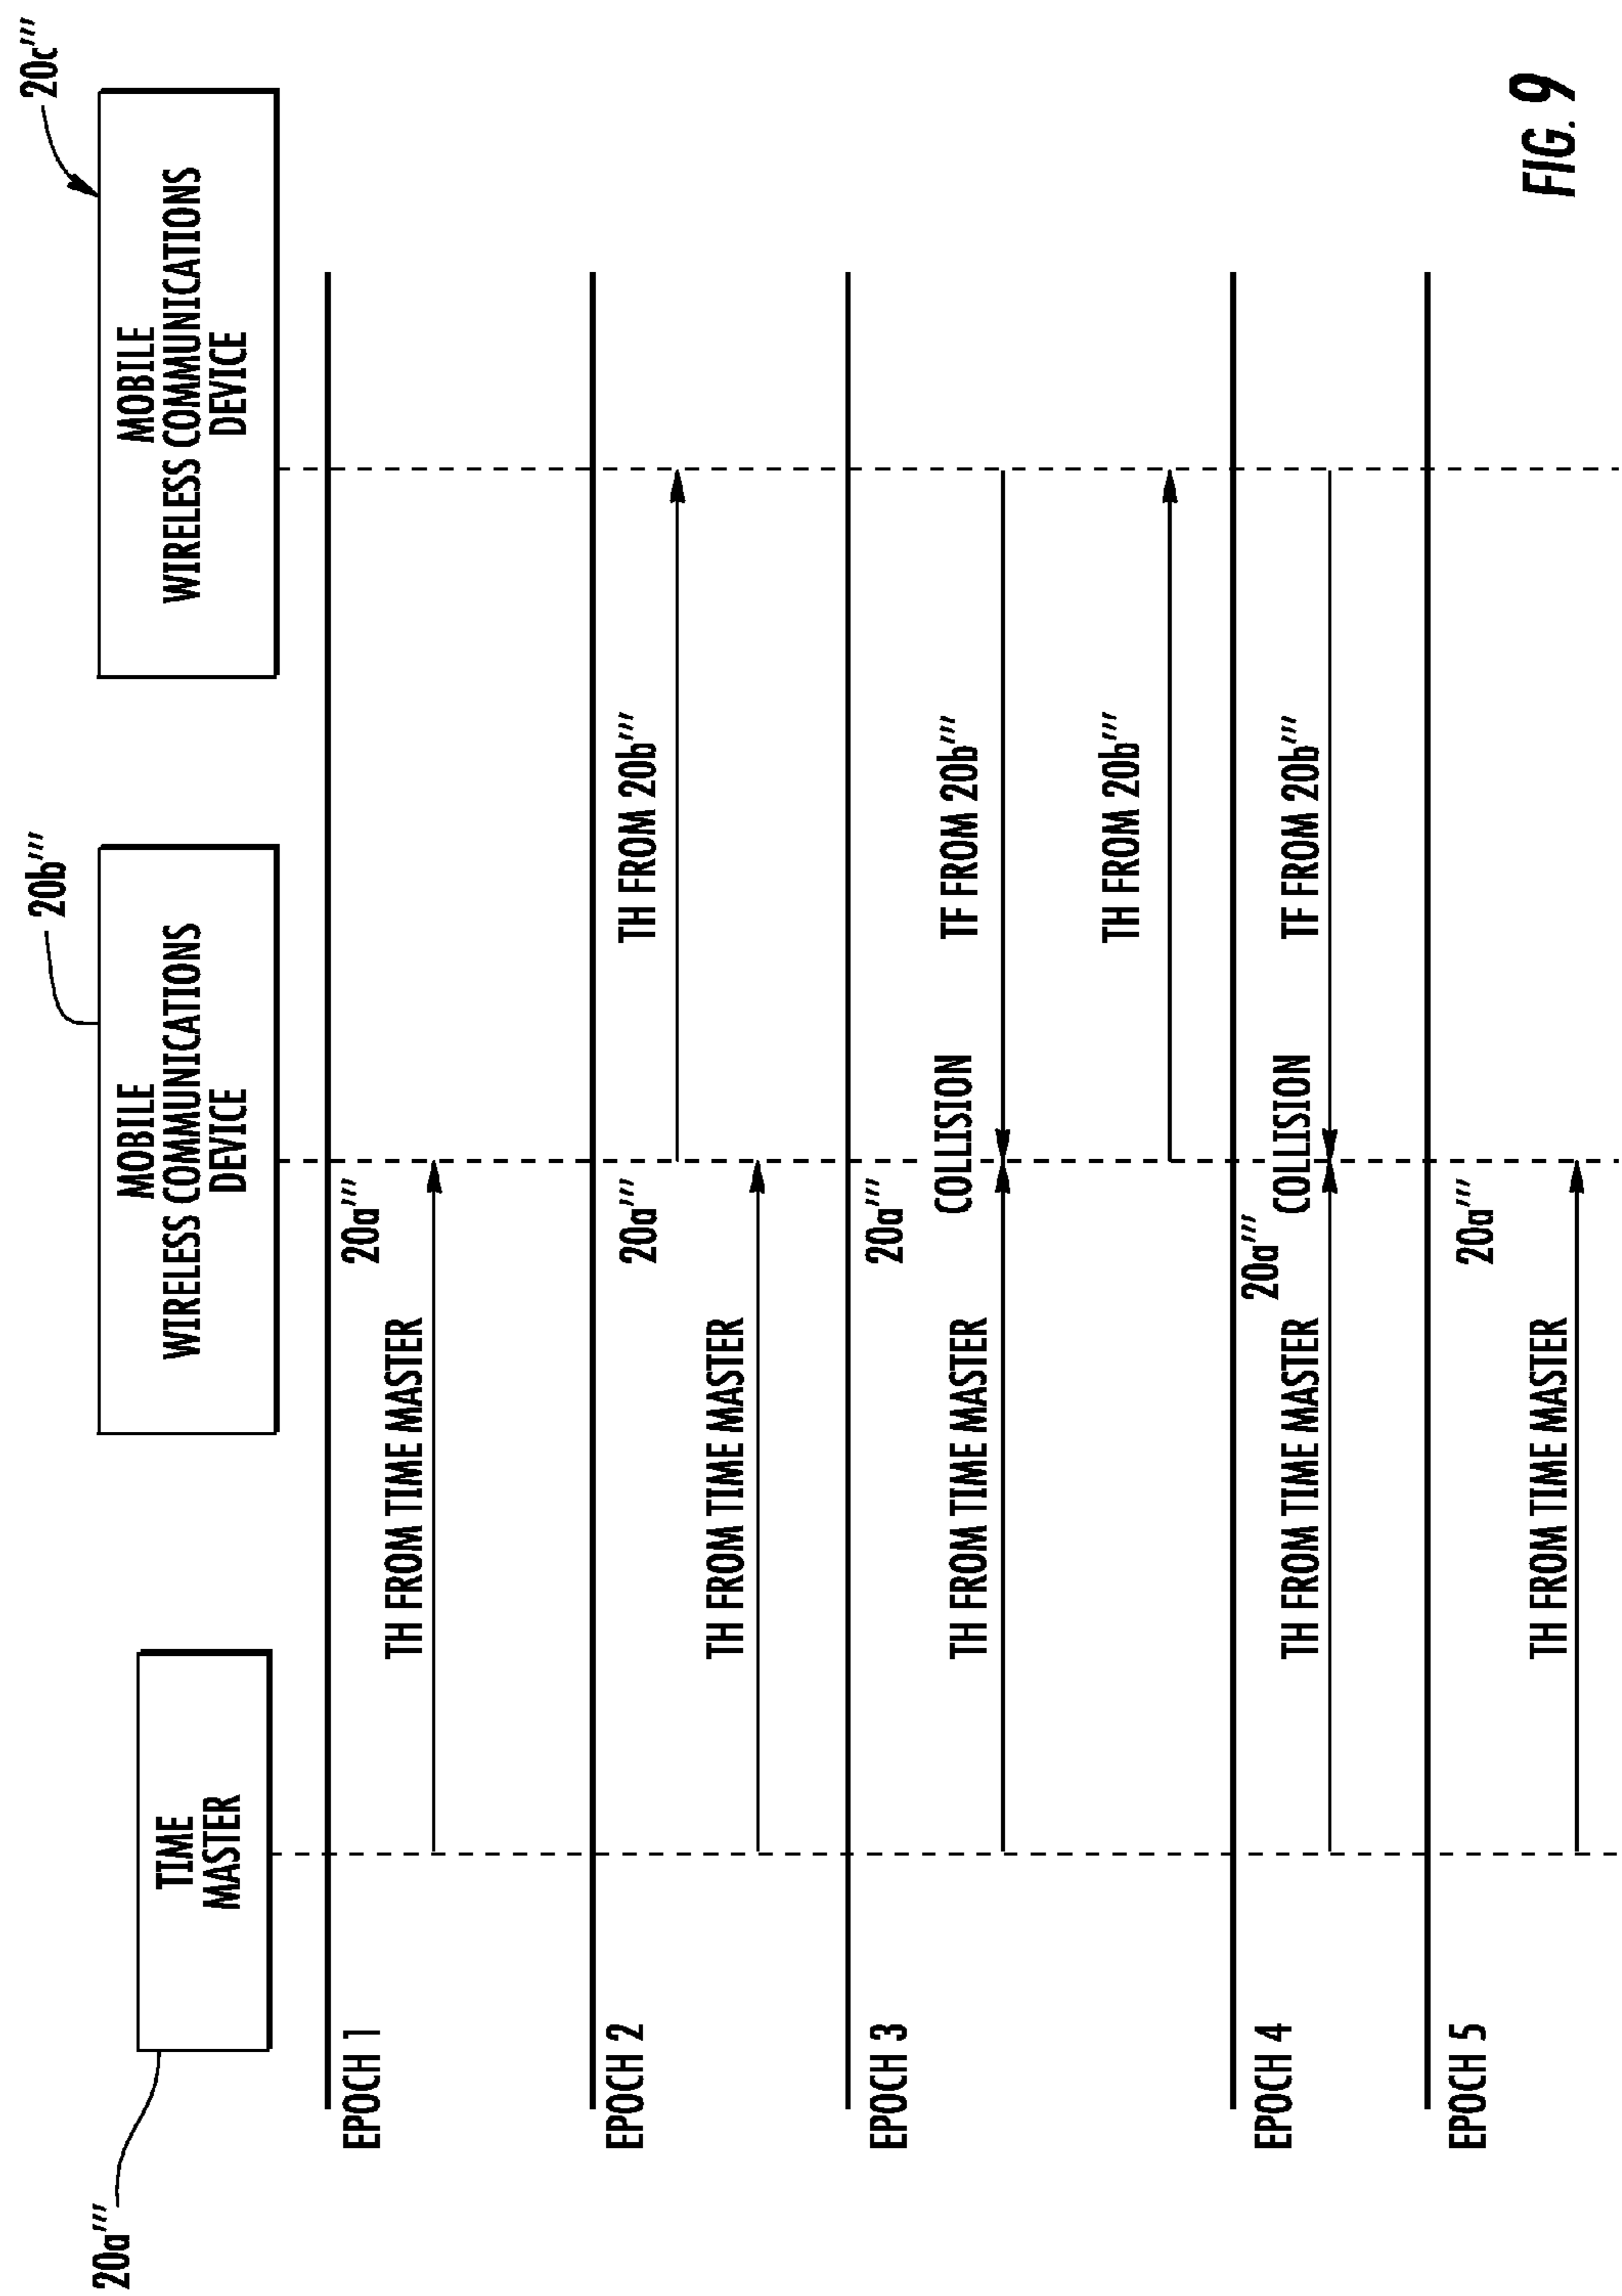 20a′′′
20b′′′
20c′′′
TIME
MASTER
MOBILE
WIRELESS COMMUNICATIONS
DEVICE
MOBILE
WIRELESS COMMUNICATIONS
DEVICE
EPOCH 1
20a′′′
TH FROM TIME MASTER
EPOCH 2
20a′′′
TH FROM 20b′′′
TH FROM TIME MASTER
EPOCH 3
20a′′′
COLLISION
TH FROM TIME MASTER
TF FROM 20b′′′
TH FROM 20b′′′
EPOCH 4
20a′′′
COLLISION
TH FROM TIME MASTER
TF FROM 20b′′′
EPOCH 5
20a′′′
TH FROM TIME MASTER
FIG. 9